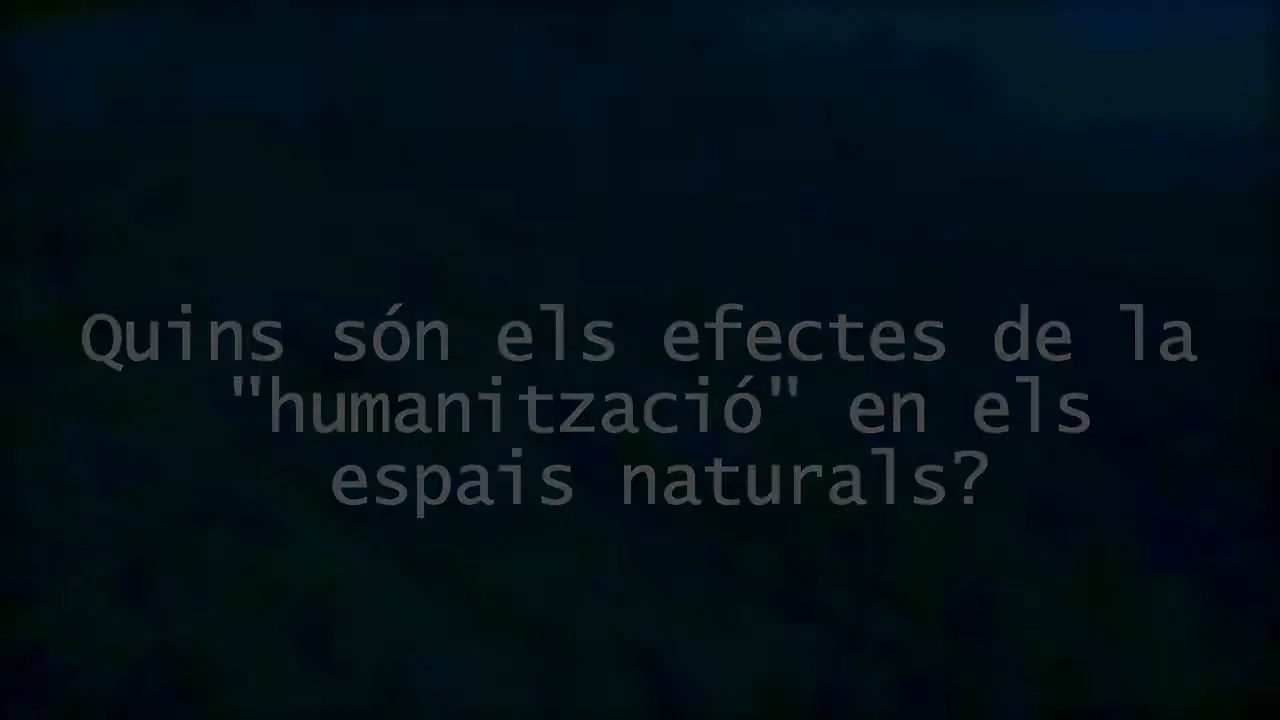 Quins són els efectes de la
"humanització" en els
espais naturals?